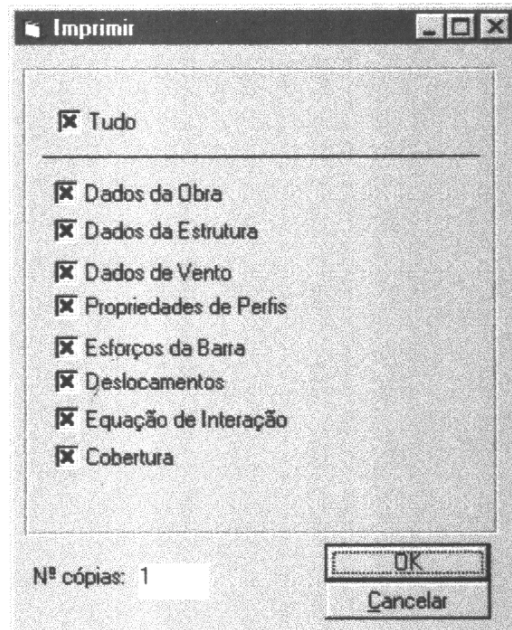 Imprimir
Tudo
Dados da Obra
Dados da Estrutura
Dados de Vento
Propriedades de Perfis
Esforços da Barra
Deslocamentos
Equação de Interação
Cobertura
Nº cópias: 1
OK
Cancelar